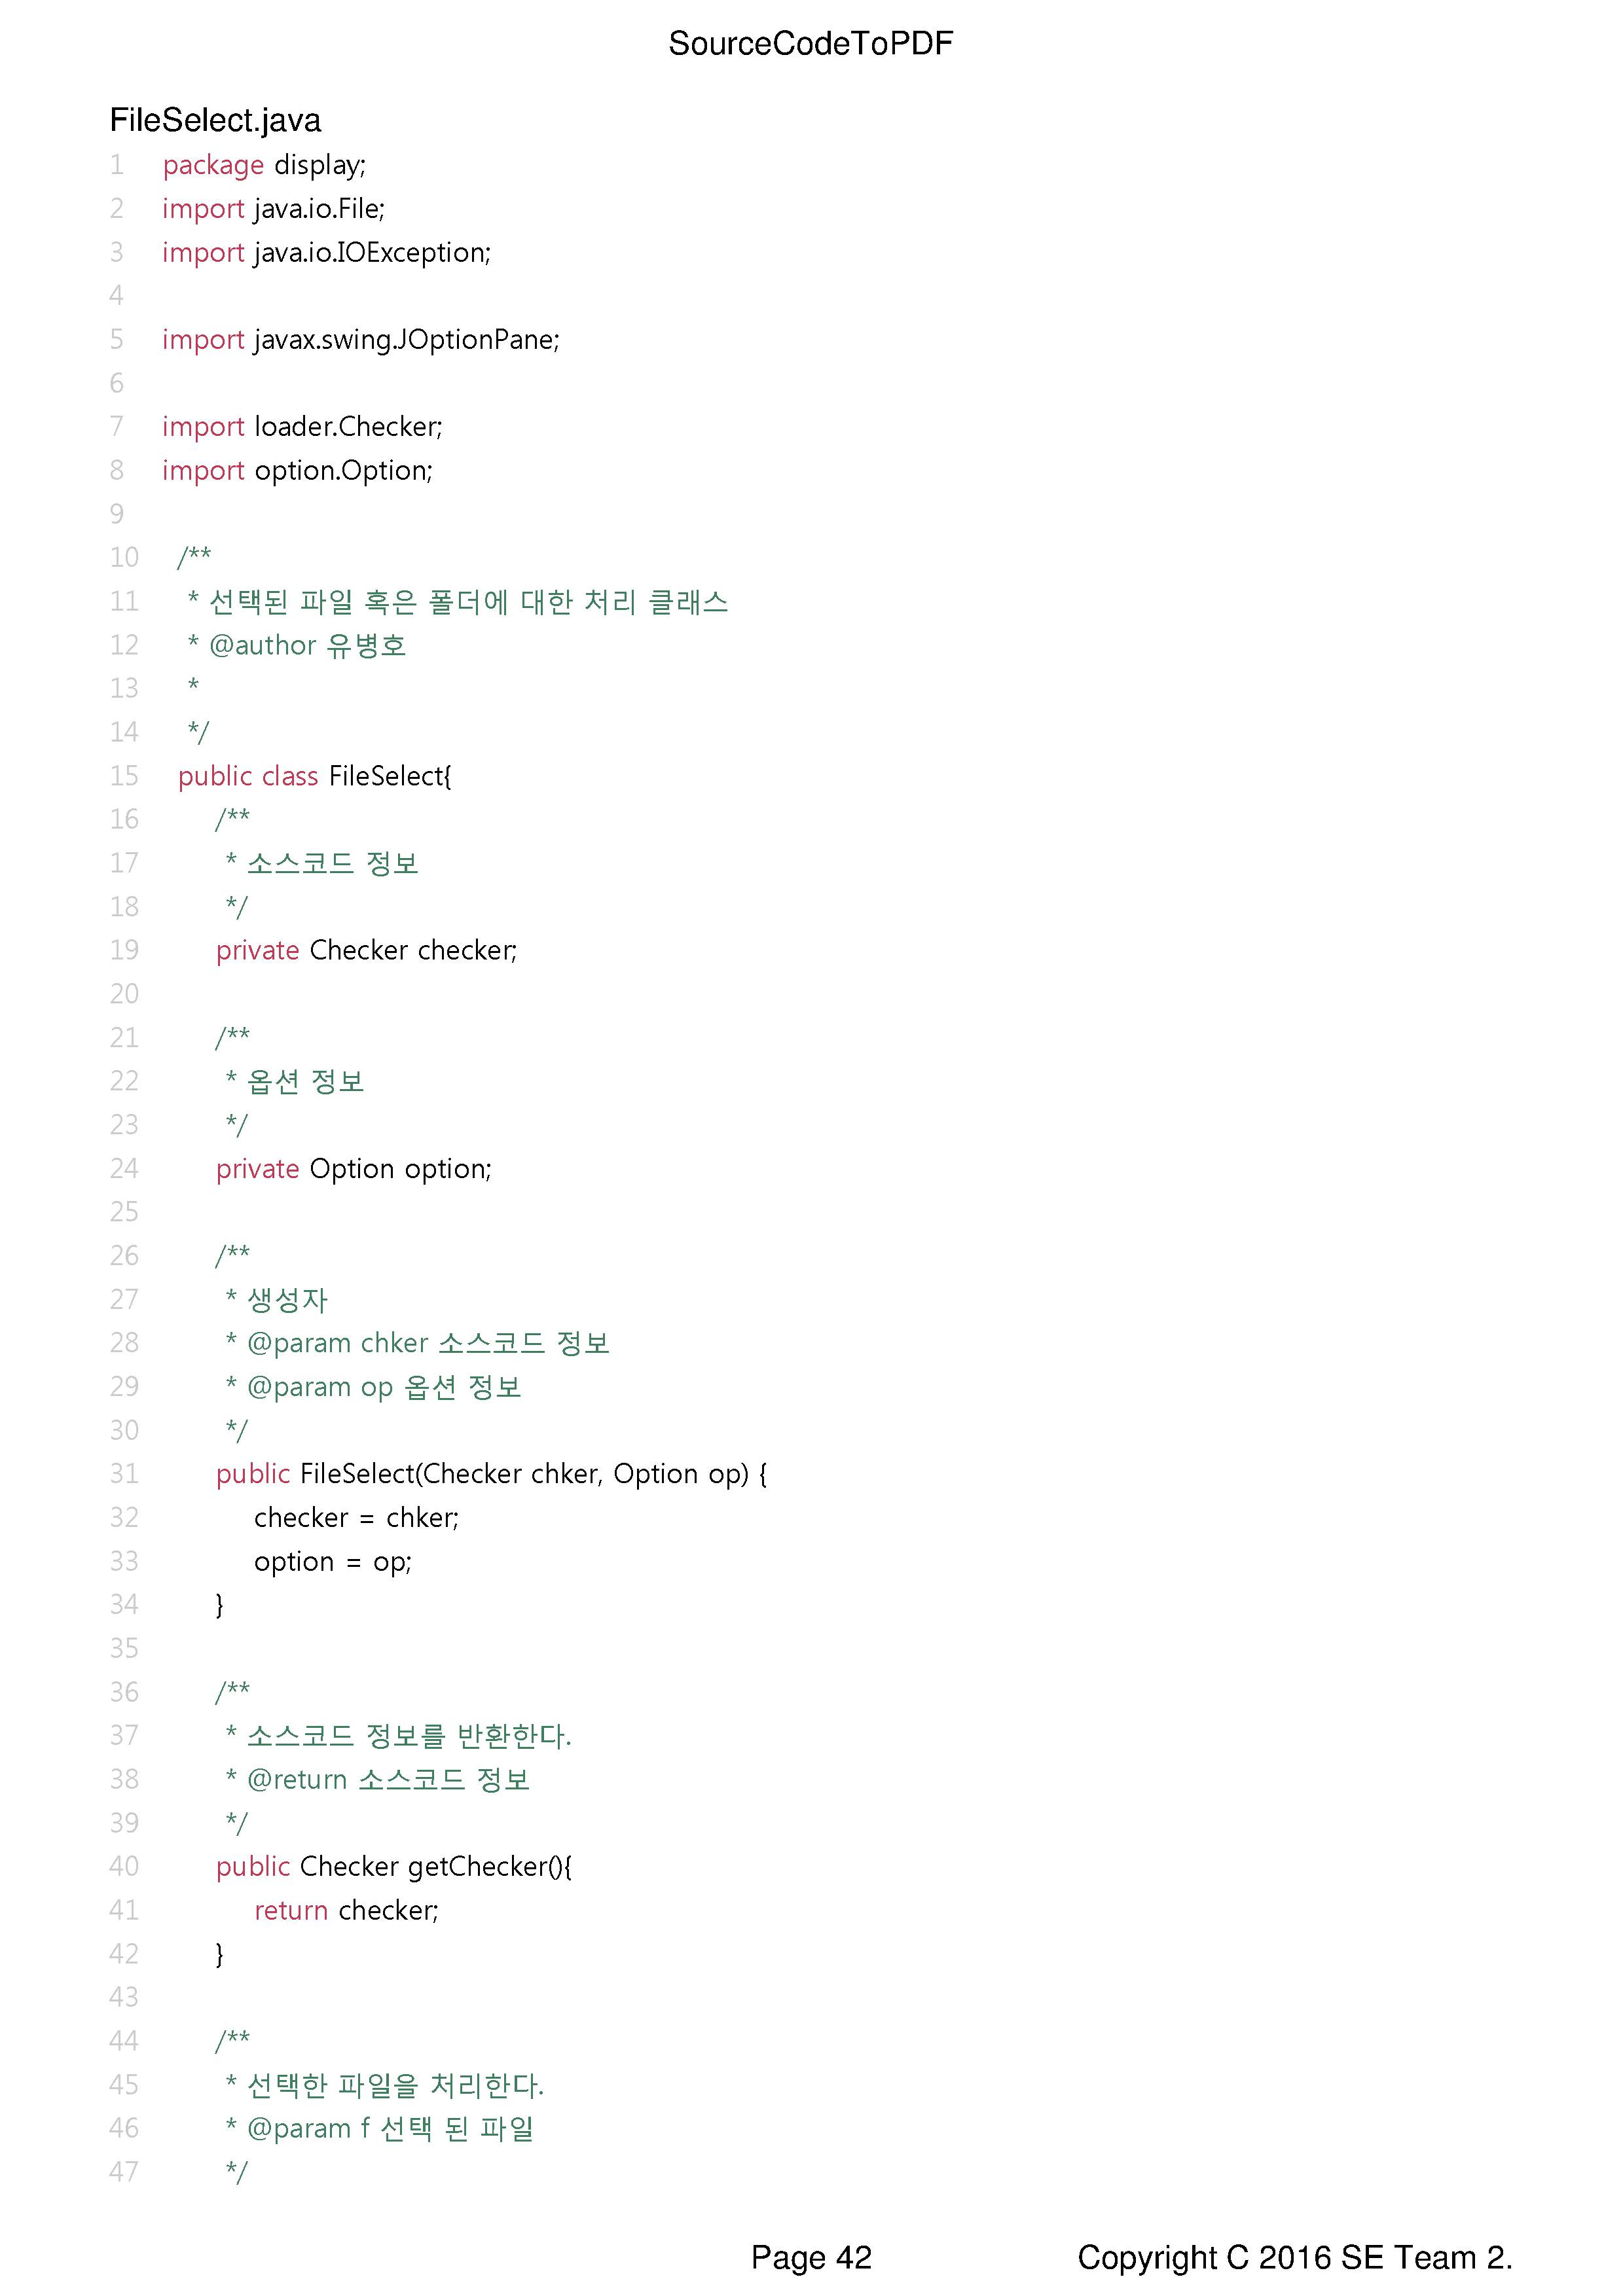 SourceCodeToPDF
FileSelect.java
1 package display;
2 import java.io.File;
3 import java.io.IOException;
4
5 import javax.swing.JOptionPane;
6
7 import loader.Checker;
8 import option.Option;
9
10 /**
11 * 선택된 파일 혹은 폴더에 대한 처리 클래스
12 * @author 유병호
13 *
14 */
15 public class FileSelect{
16 /**
17 * 소스코드 정보
18 */
19 private Checker checker;
20
21 /**
22 * 옵션 정보
23 */
24 private Option option;
25
26 /**
27 * 생성자
28 * @param chker 소스코드 정보
29 * @param op 옵션 정보
30 */
31 public FileSelect(Checker chker, Option op) {
32 checker = chker;
33 option = op;
34 }
35
36 /**
37 * 소스코드 정보를 반환한다.
38 * @return 소스코드 정보
39 */
40 public Checker getChecker(){
41 return checker;
42 }
43
44 /**
45 * 선택한 파일을 처리한다.
46 * @param f 선택 된 파일
47 */
Page 42 Copyright C 2016 SE Team 2.